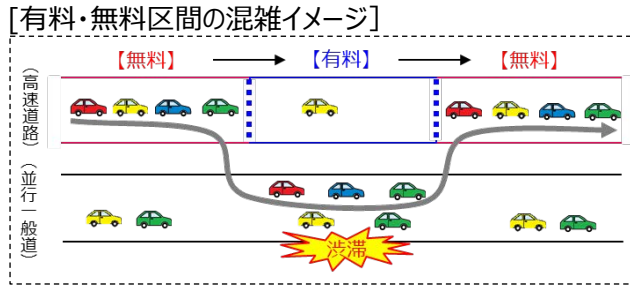 [有料・無料区間の混雑イメージ]
【無料】 【有料】 【無料】
(高速道路)
(並行一般道)
渋滞